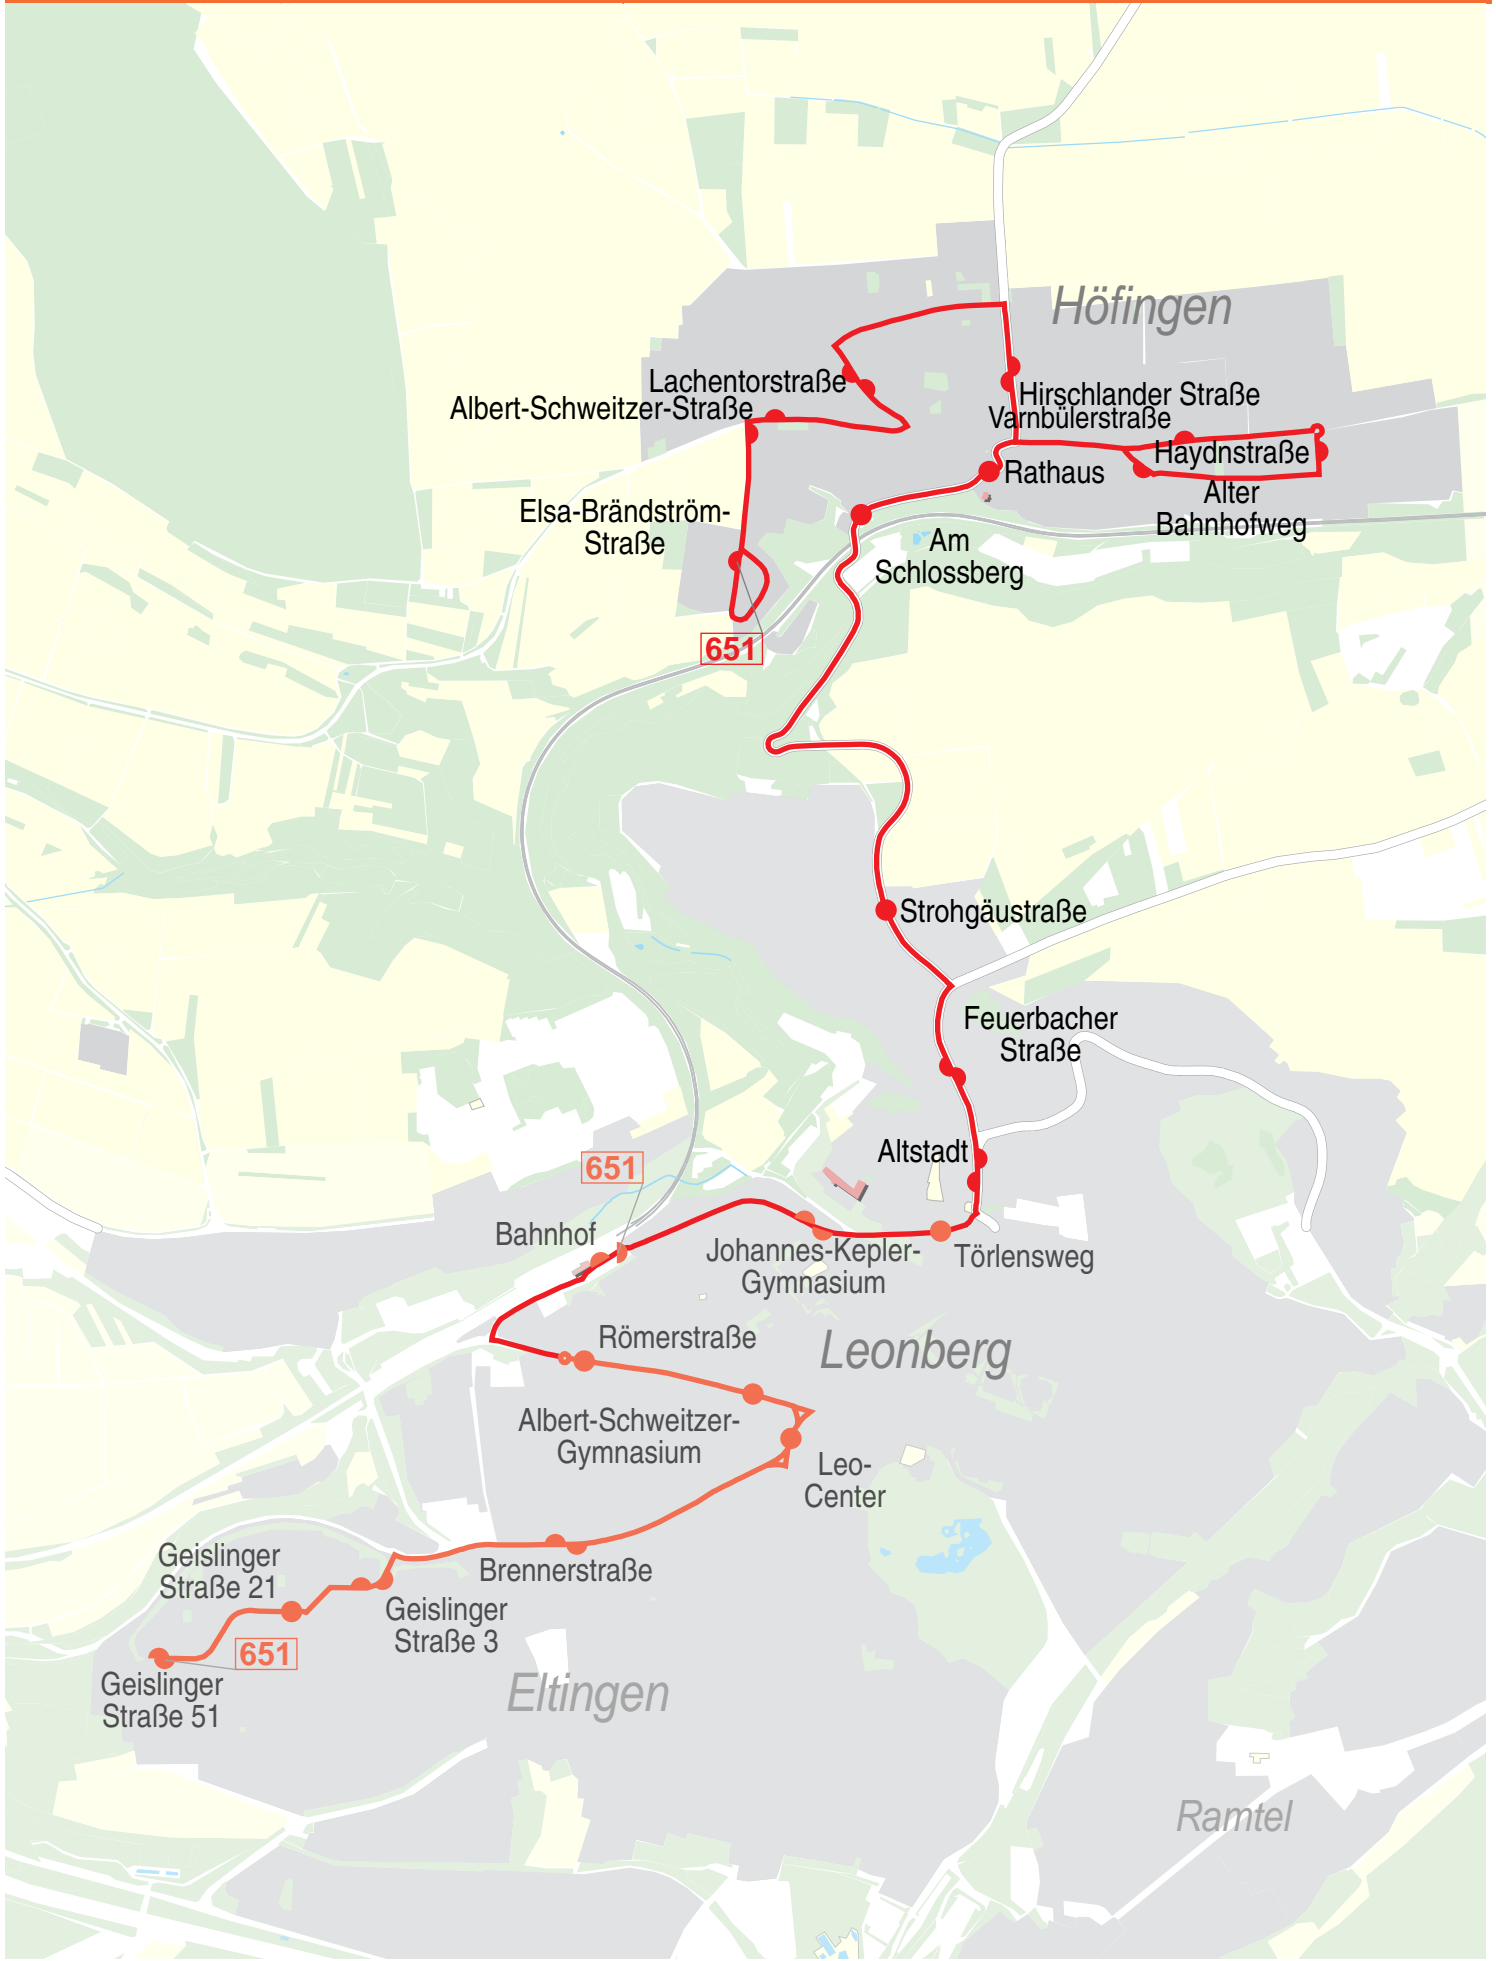 Höfingen
Lachentorstraße
Hirschlander Straße
Albert-Schweitzer-Straße
Varnbülerstraße
Haydnstraße
Rathaus
Alter
Bahnhofweg
Elsa-Brändström-
Straße
Am
Schlossberg
651
Strohgäustraße
Feuerbacher
Straße
Altstadt
651
Bahnhof
Johannes-Kepler-
Gymnasium
Törlensweg
Römerstraße
Leonberg
Albert-Schweitzer-
Gymnasium
Leo-
Center
Geislinger
Straße 21
Brennerstraße
Geislinger
Straße 3
651
Geislinger
Straße 51
Eltingen
Ramtel